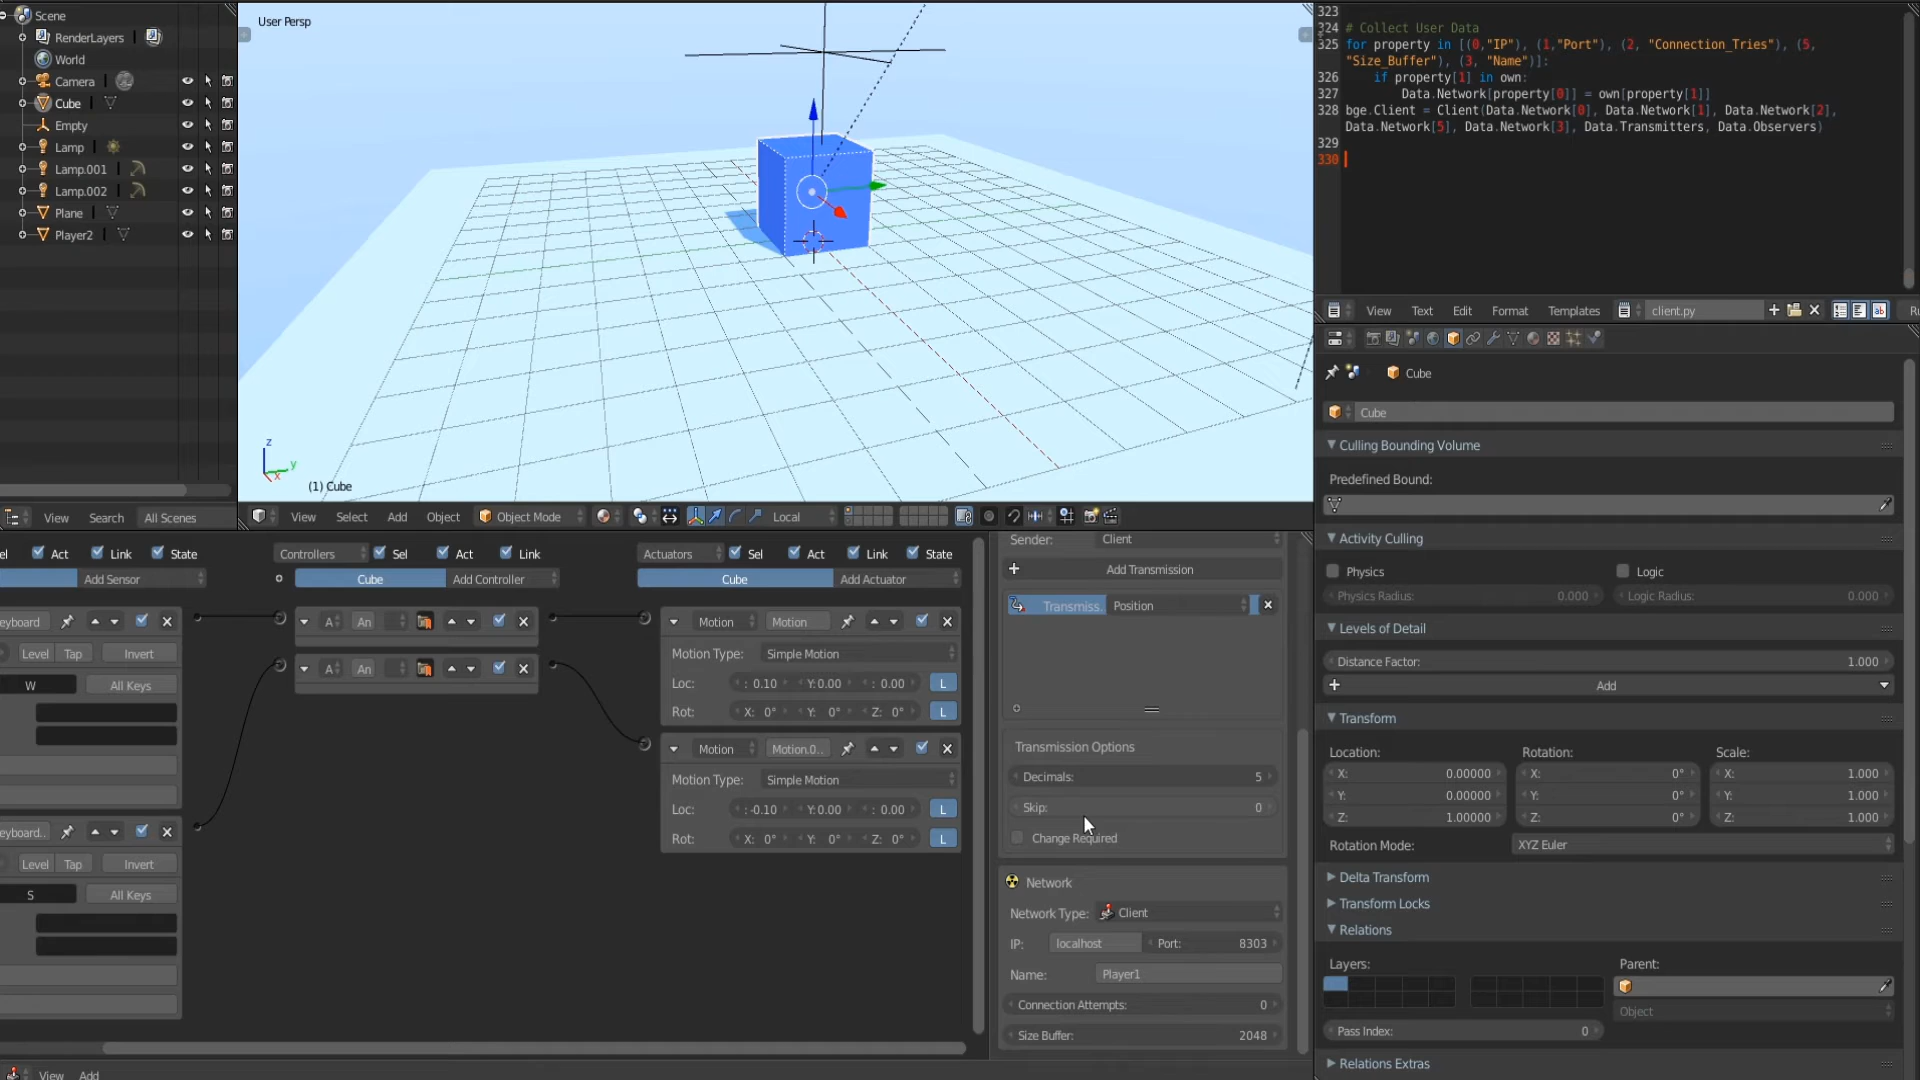 Scene
RenderLayers
World
Camera
Cube
Empty
Lamp
Lamp.001
Lamp.002
Plane
Player2
View Search All Scenes
User Persp
z
y
x
(1) Cube
View Select Add Object Object Mode Local
323
324 # Collect User Data
325 for property in [(0,"IP"), (1,"Port"), (2, "Connection_Tries"), (5,
"Size_Buffer"), (3, "Name")]:
326 if property[1] in own:
327 Data.Network[property[0]] = own[property[1]]
328 bge.Client = Client(Data.Network[0], Data.Network[1], Data.Network[2],
Data.Network[5], Data.Network[3], Data.Transmitters, Data.Observers)
329
330
View Text Edit Format Templates client.py Ru
Cube
Cube
Culling Bounding Volume
Predefined Bound:
Activity Culling
Physics Logic
Physics Radius: 0.000 Logic Radius: 0.000
Levels of Detail
Distance Factor: 1.000
Add
Transform
Location: Rotation: Scale:
X: 0.00000 X: 0° X: 1.000
Y: 0.00000 Y: 0° Y: 1.000
Z: 1.00000 Z: 0° Z: 1.000
Rotation Mode: XYZ Euler
Delta Transform
Transform Locks
Relations
Layers: Parent:
Object
Pass Index: 0
Relations Extras
el Act Link State
Add Sensor
eyboard
Level Tap Invert
W All Keys
eyboard..
Level Tap Invert
S All Keys
Controllers Sel Act Link
Cube Add Controller
A An
A An
Actuators Sel Act Link State
Cube Add Actuator
Motion Motion
Motion Type: Simple Motion
Loc: : 0.10 Y:0.00 : 0.00 L
Rot: X: 0° Y: 0° Z: 0° L
Motion Motion.0..
Motion Type: Simple Motion
Loc: :-0.10 Y:0.00 : 0.00 L
Rot: X: 0° Y: 0° Z: 0° L
Sender: Client
Add Transmission
Transmiss. Position
Transmission Options
Decimals: 5
Skip: 0
Change Required
Network
Network Type: Client
IP: localhost Port: 8303
Name: Player1
Connection Attempts: 0
Size Buffer: 2048
View Add